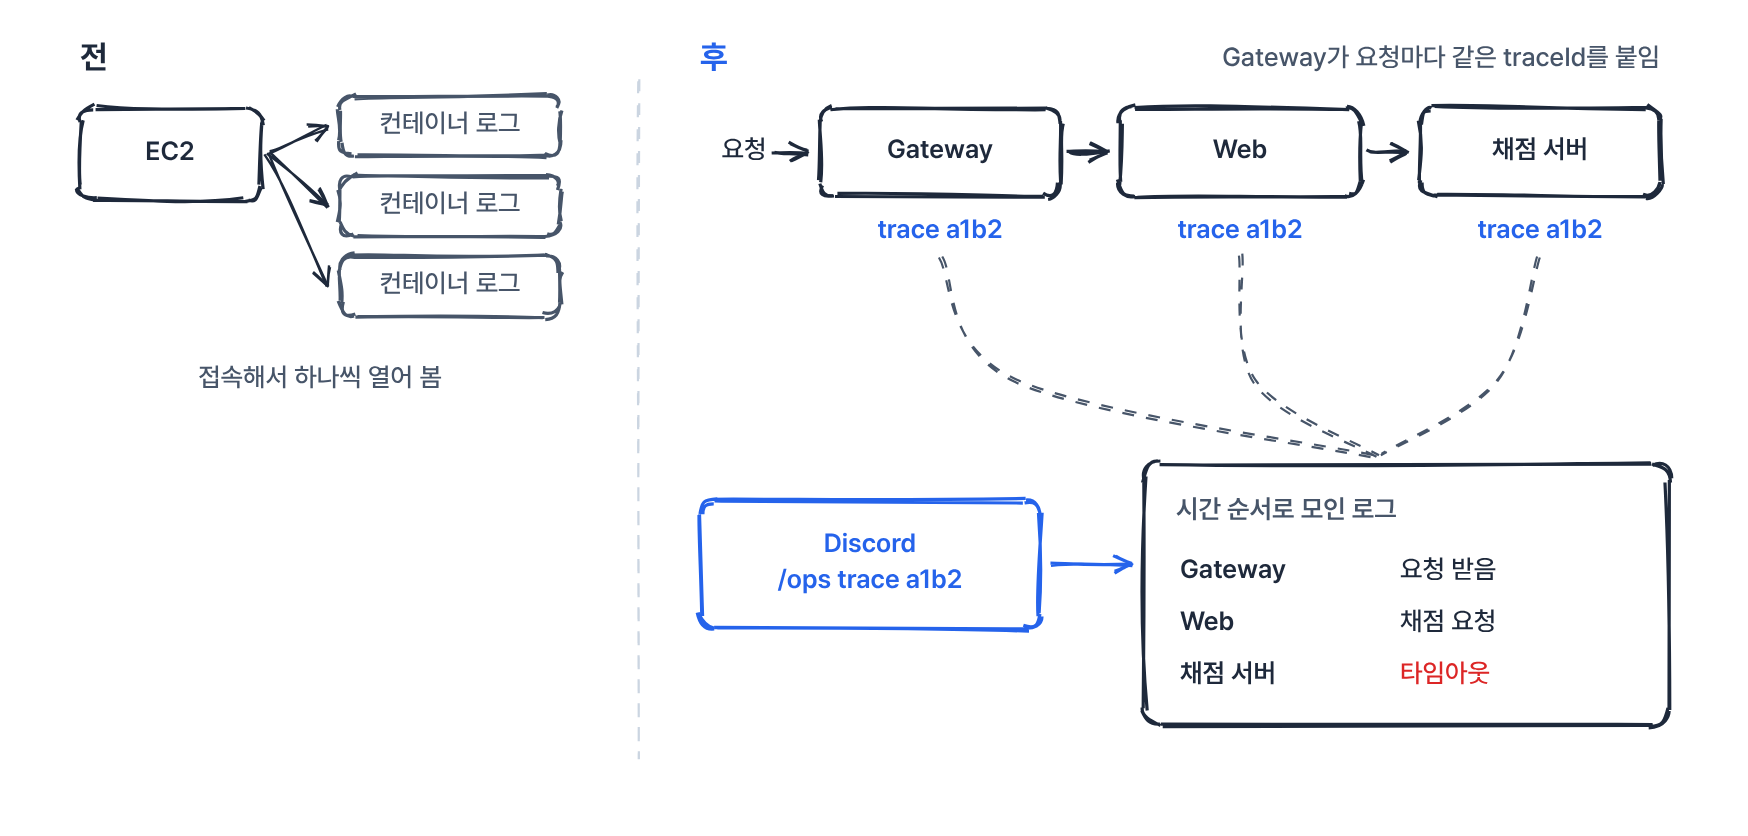 전
EC2
컨테이너 로그
컨테이너 로그
컨테이너 로그
접속해서 하나씩 열어 봄
후
Gateway가 요청마다 같은 traceId를 붙임
요청
Gateway
Web
채점 서버
trace a1b2
trace a1b2
trace a1b2
Discord
/ops trace a1b2
시간 순서로 모인 로그
Gateway 요청 받음
Web 채점 요청
채점 서버 타임아웃